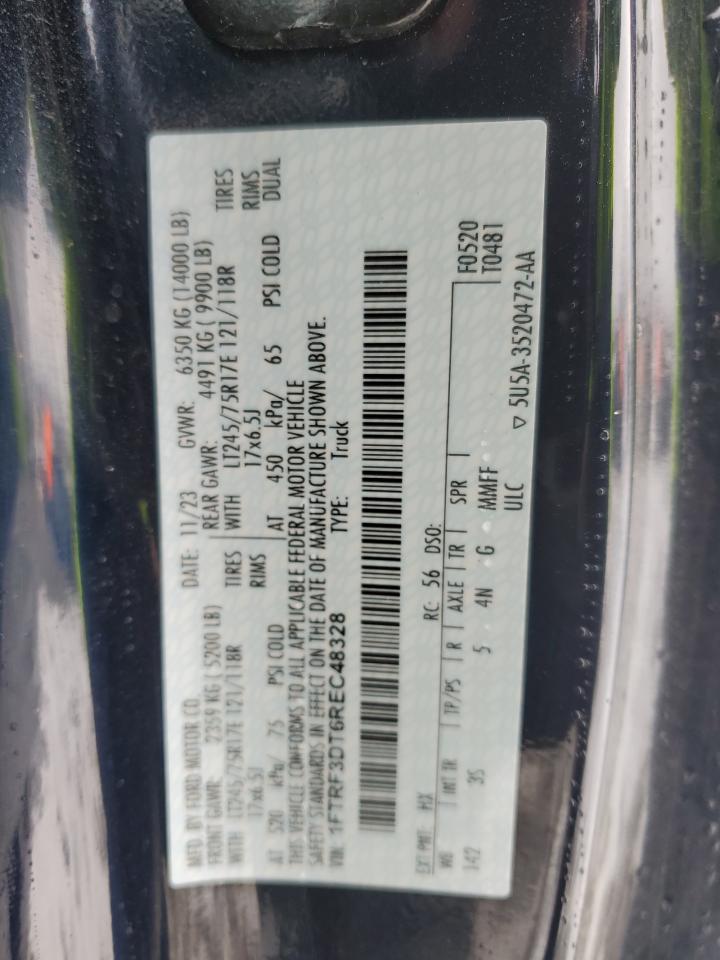 MFD. BY FORD MOTOR CO.
DATE: 11/23 GVWR: 6350 KG (14000 LB)
FRONT GAWR: 2359 KG ( 5200 LB) REAR GAWR: 4491 KG ( 9900 LB)
WITH LT245/75R17E 121/118R TIRES WITH LT245/75R17E 121/118R TIRES
17x6.5J RIMS 17x6.5J RIMS
AT 520 kPa/ 75 PSI COLD AT 450 kPa/ 65 PSI COLD DUAL
THIS VEHICLE CONFORMS TO ALL APPLICABLE FEDERAL MOTOR VEHICLE
SAFETY STANDARDS IN EFFECT ON THE DATE OF MANUFACTURE SHOWN ABOVE.
VIN: 1FTRF3DT6REC48328 TYPE: Truck
EXT PNT: HX RC: 56 DSO: F0520
WB INT TR TP/PS R AXLE TR SPR T0481
142 3S 5 4N G MMFF
ULC ▽ 5U5A-3520472-AA